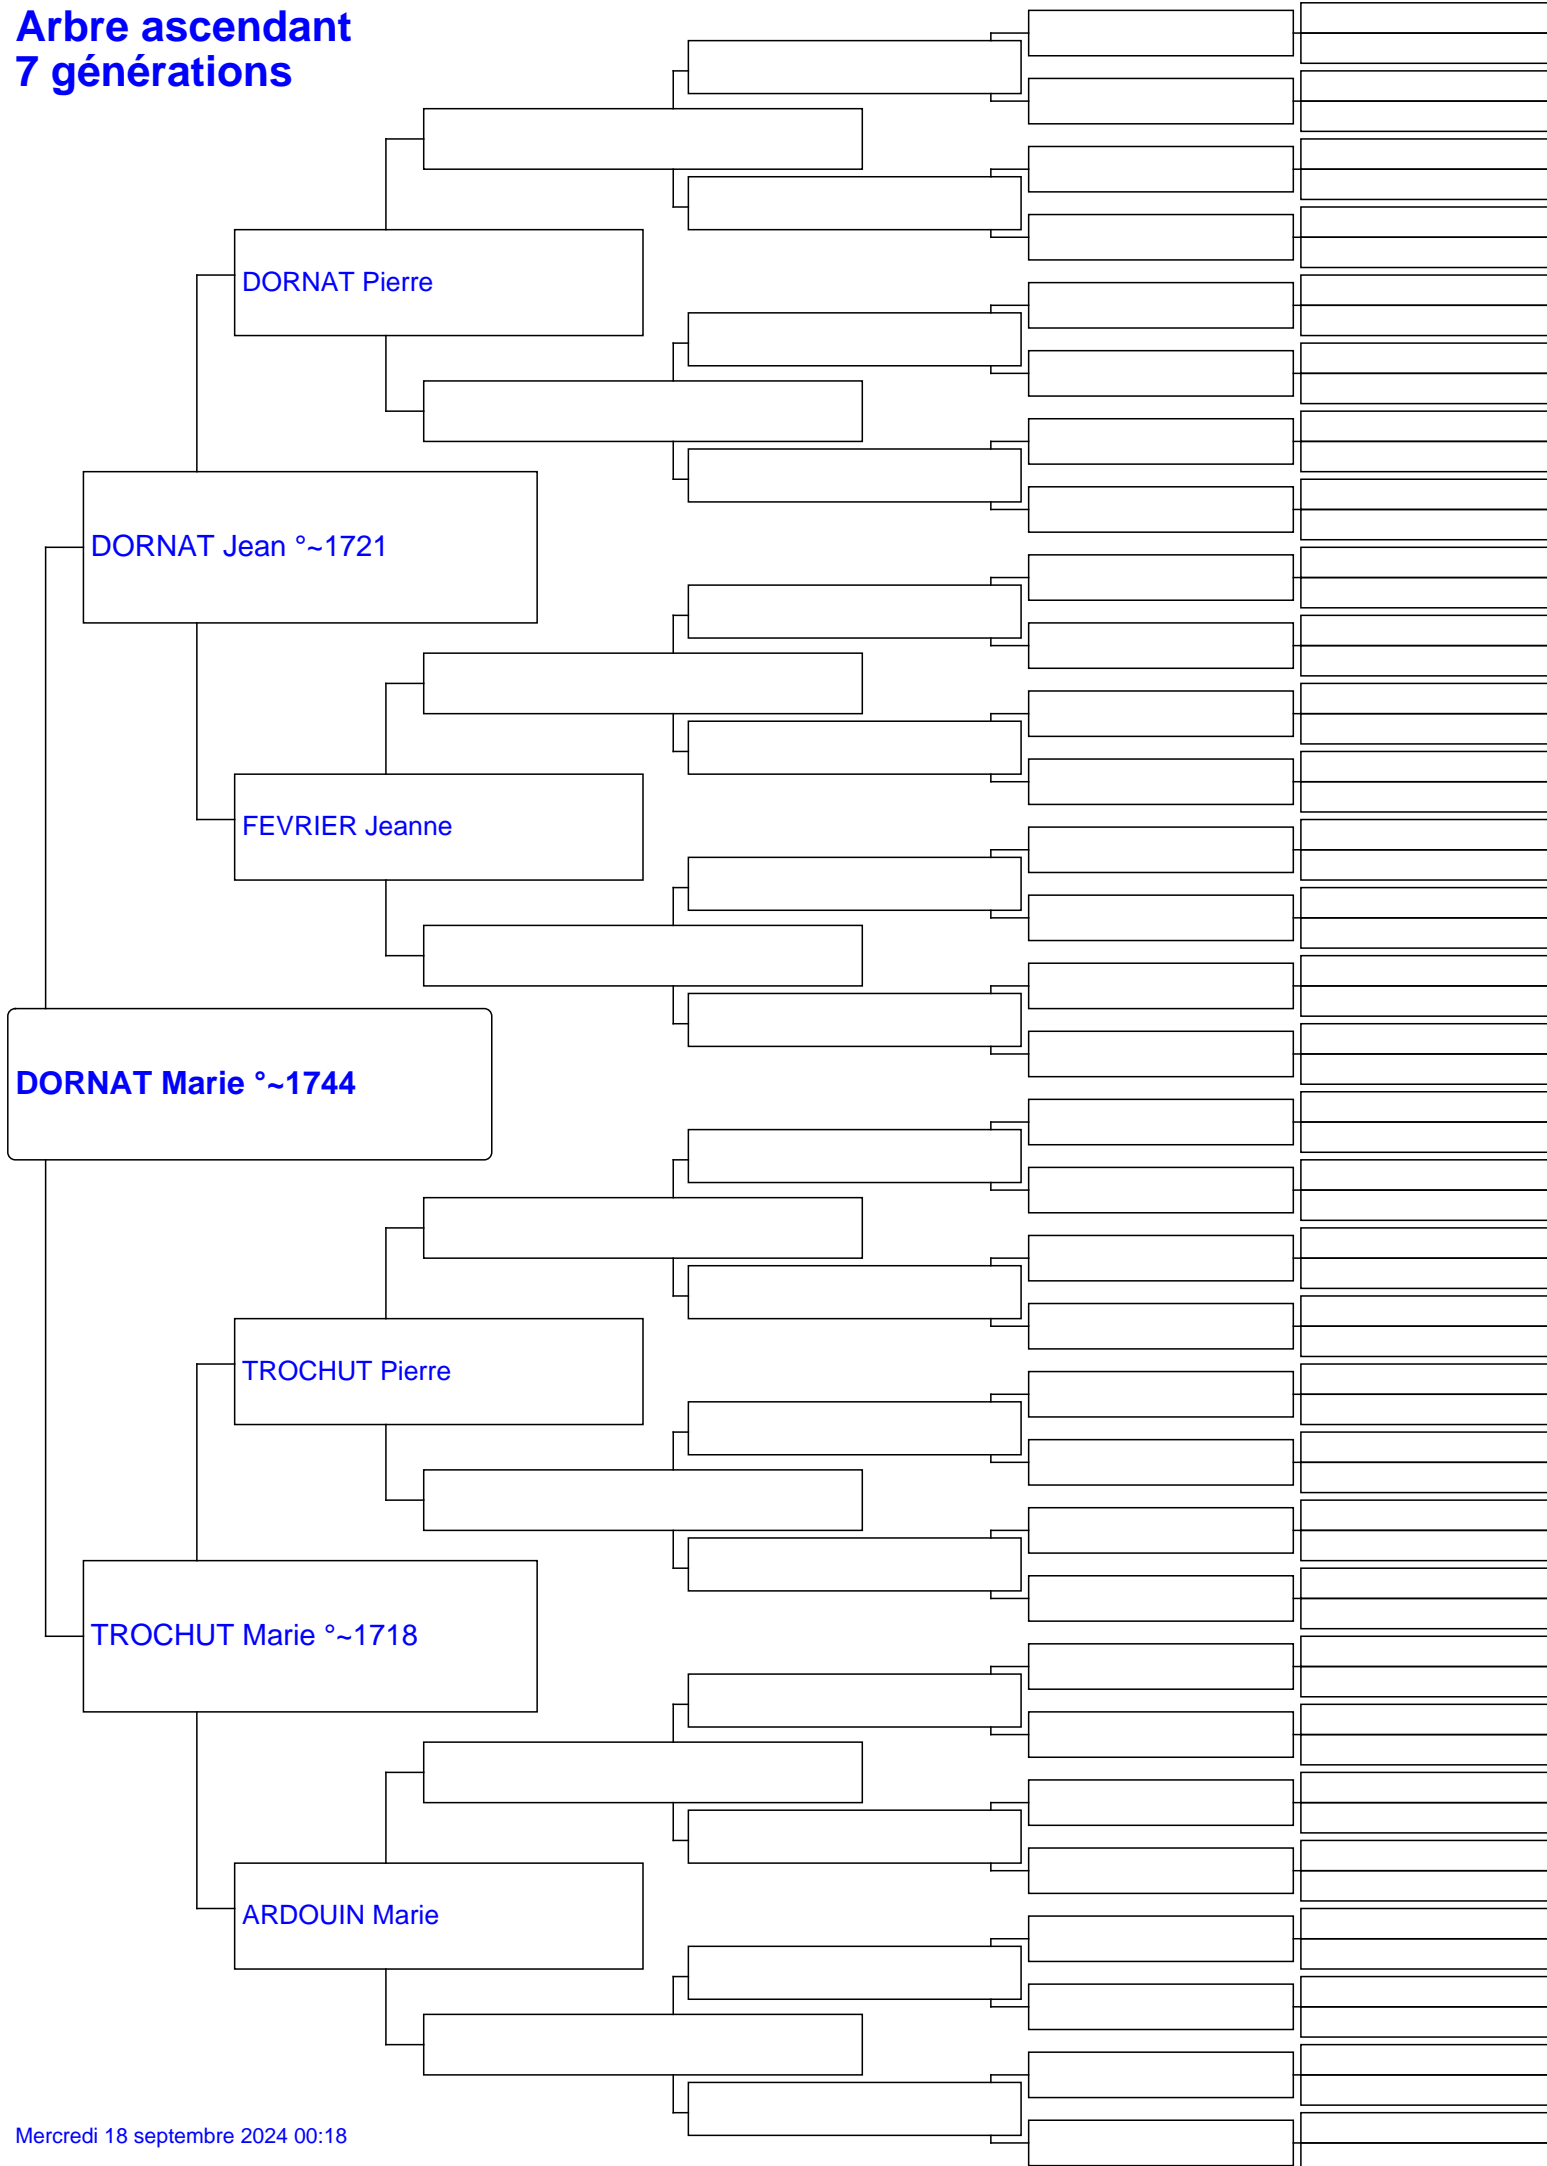 Arbre ascendant
7 générations
DORNAT Pierre
DORNAT Jean °~1721
FEVRIER Jeanne
DORNAT Marie °~1744
TROCHUT Pierre
TROCHUT Marie °~1718
ARDOUIN Marie
Mercredi 18 septembre 2024 00:18